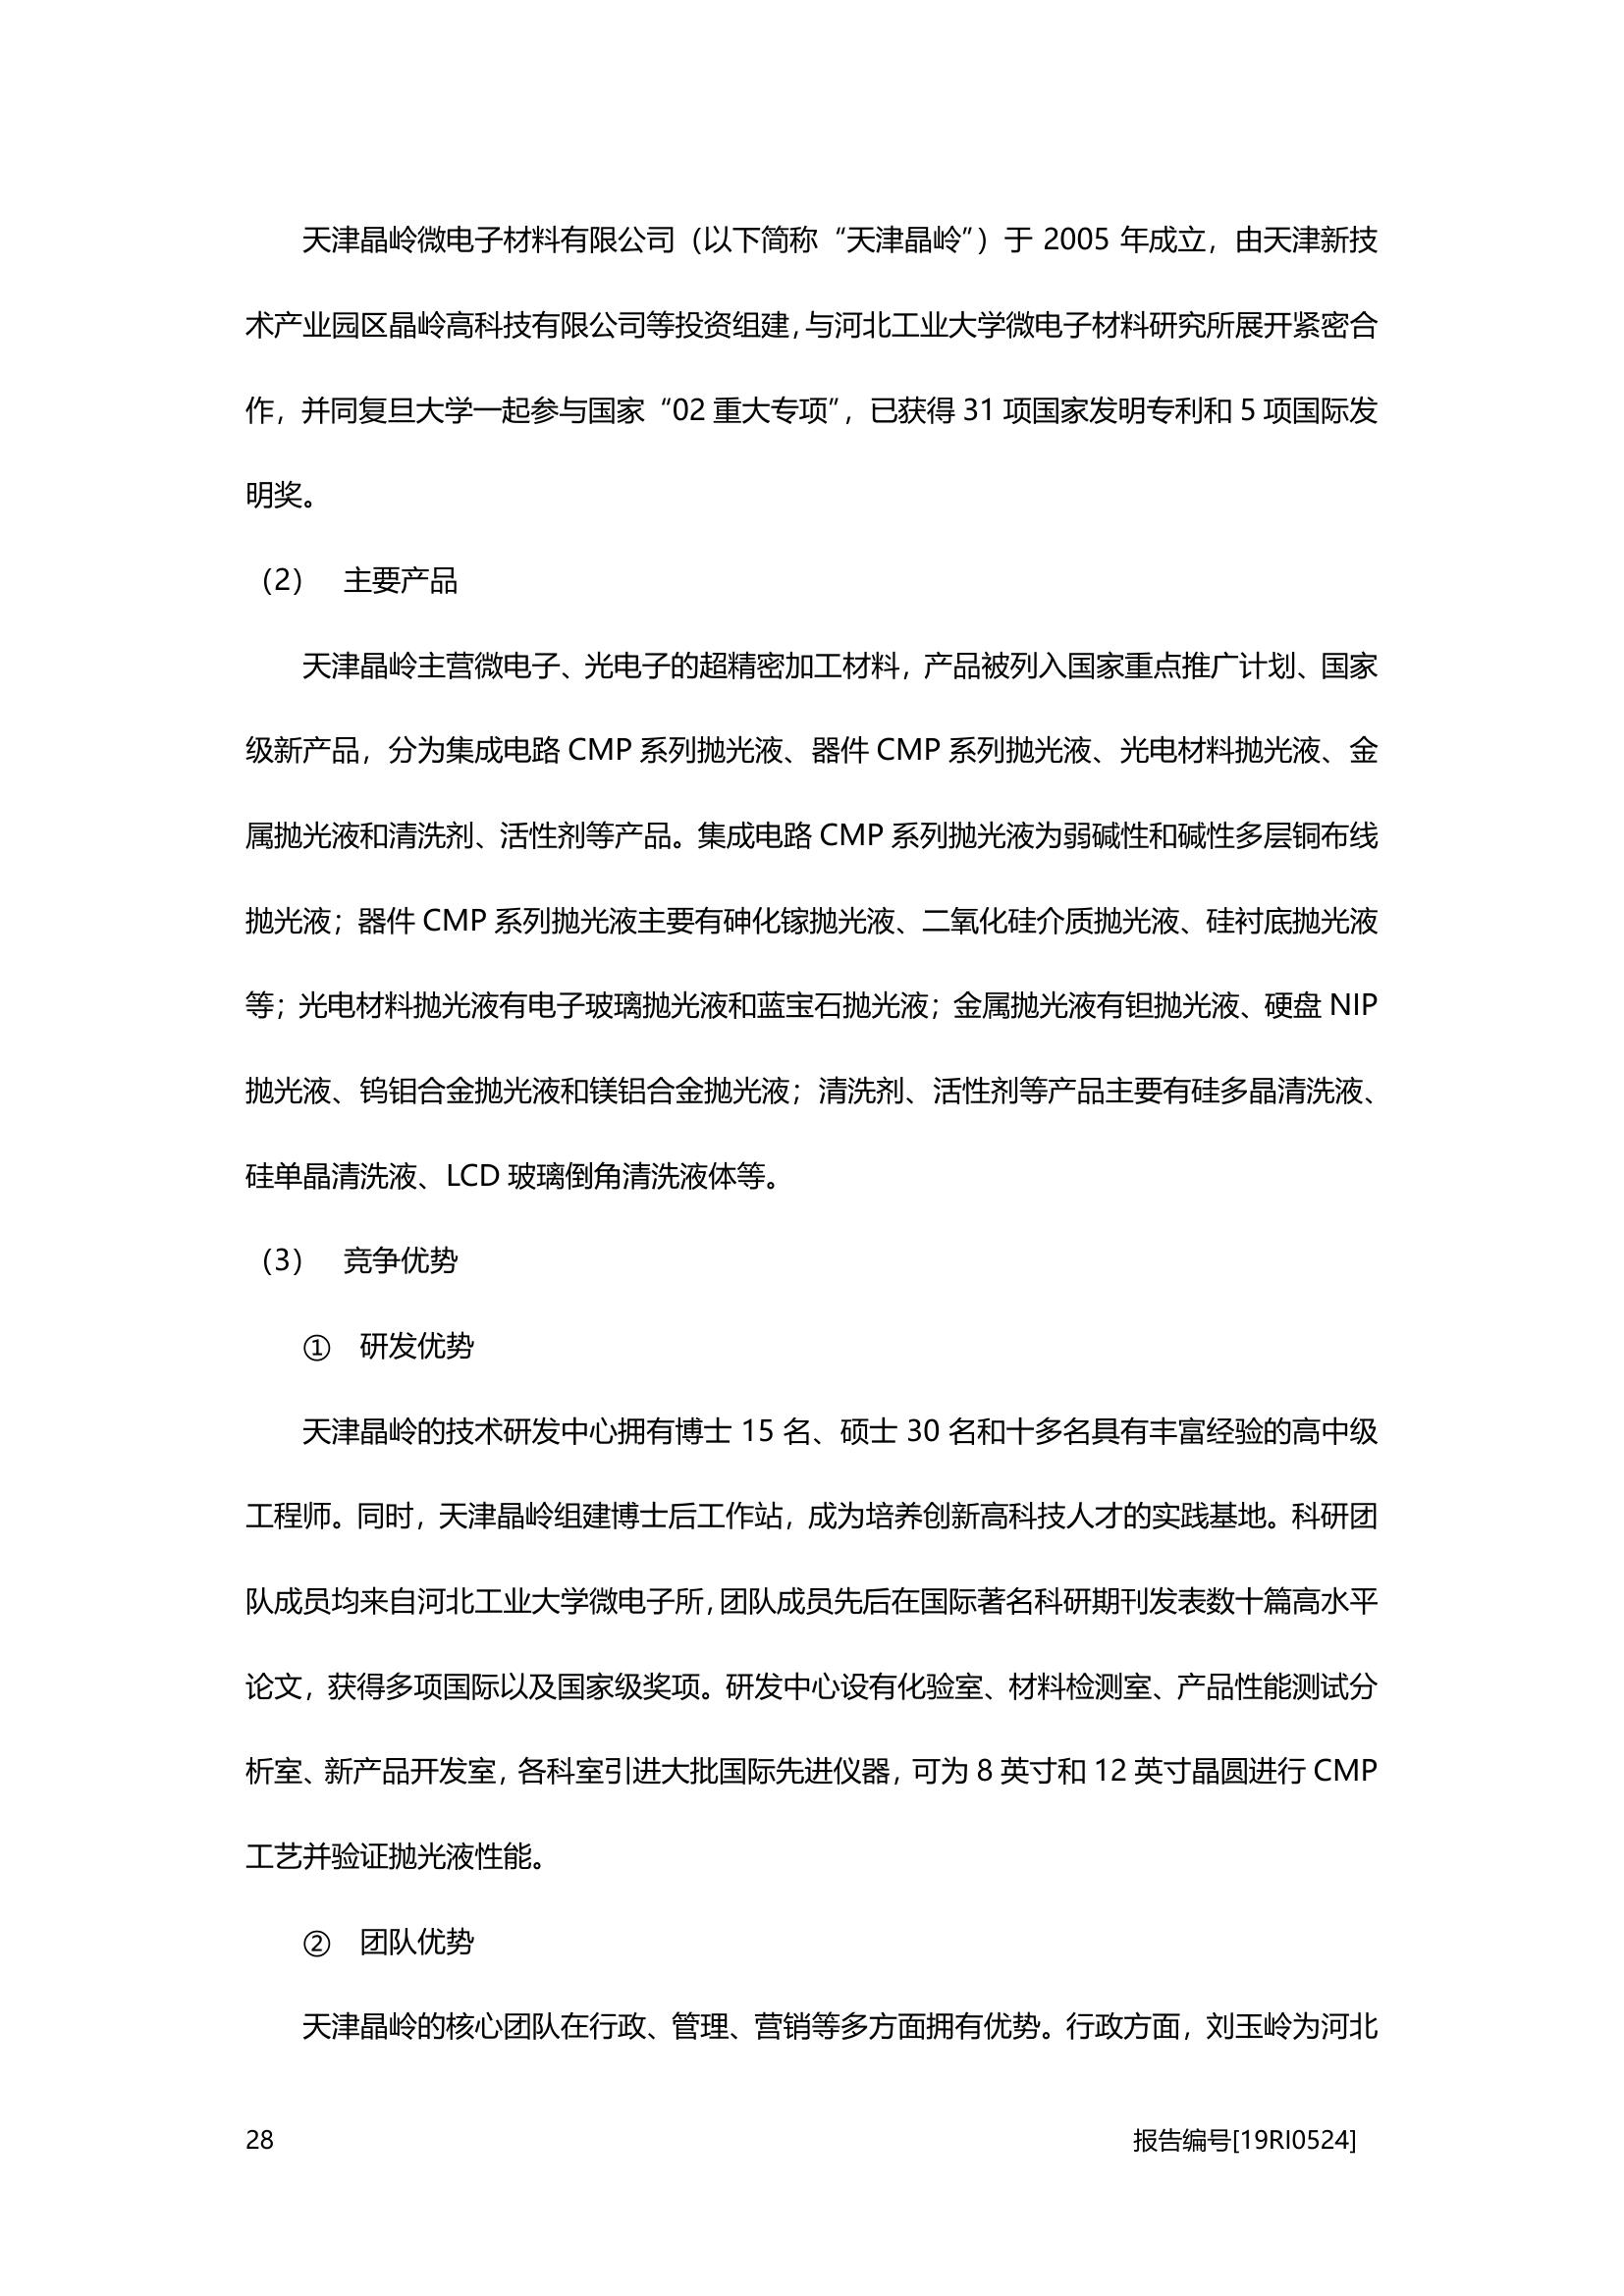 天津晶岭微电子材料有限公司（以下简称“天津晶岭”）于 2005 年成立，由天津新技
术产业园区晶岭高科技有限公司等投资组建，与河北工业大学微电子材料研究所展开紧密合
作，并同复旦大学一起参与国家“02 重大专项”，已获得 31 项国家发明专利和 5 项国际发
明奖。
（2） 主要产品
天津晶岭主营微电子、光电子的超精密加工材料，产品被列入国家重点推广计划、国家
级新产品，分为集成电路 CMP 系列抛光液、器件 CMP 系列抛光液、光电材料抛光液、金
属抛光液和清洗剂、活性剂等产品。集成电路 CMP 系列抛光液为弱碱性和碱性多层铜布线
抛光液；器件 CMP 系列抛光液主要有砷化镓抛光液、二氧化硅介质抛光液、硅衬底抛光液
等；光电材料抛光液有电子玻璃抛光液和蓝宝石抛光液；金属抛光液有钽抛光液、硬盘 NIP
抛光液、钨钼合金抛光液和镁铝合金抛光液；清洗剂、活性剂等产品主要有硅多晶清洗液、
硅单晶清洗液、LCD 玻璃倒角清洗液体等。
（3） 竞争优势
① 研发优势
天津晶岭的技术研发中心拥有博士 15 名、硕士 30 名和十多名具有丰富经验的高中级
工程师。同时，天津晶岭组建博士后工作站，成为培养创新高科技人才的实践基地。科研团
队成员均来自河北工业大学微电子所，团队成员先后在国际著名科研期刊发表数十篇高水平
论文，获得多项国际以及国家级奖项。研发中心设有化验室、材料检测室、产品性能测试分
析室、新产品开发室，各科室引进大批国际先进仪器，可为 8 英寸和 12 英寸晶圆进行 CMP
工艺并验证抛光液性能。
② 团队优势
天津晶岭的核心团队在行政、管理、营销等多方面拥有优势。行政方面，刘玉岭为河北
28 报告编号[19RI0524]